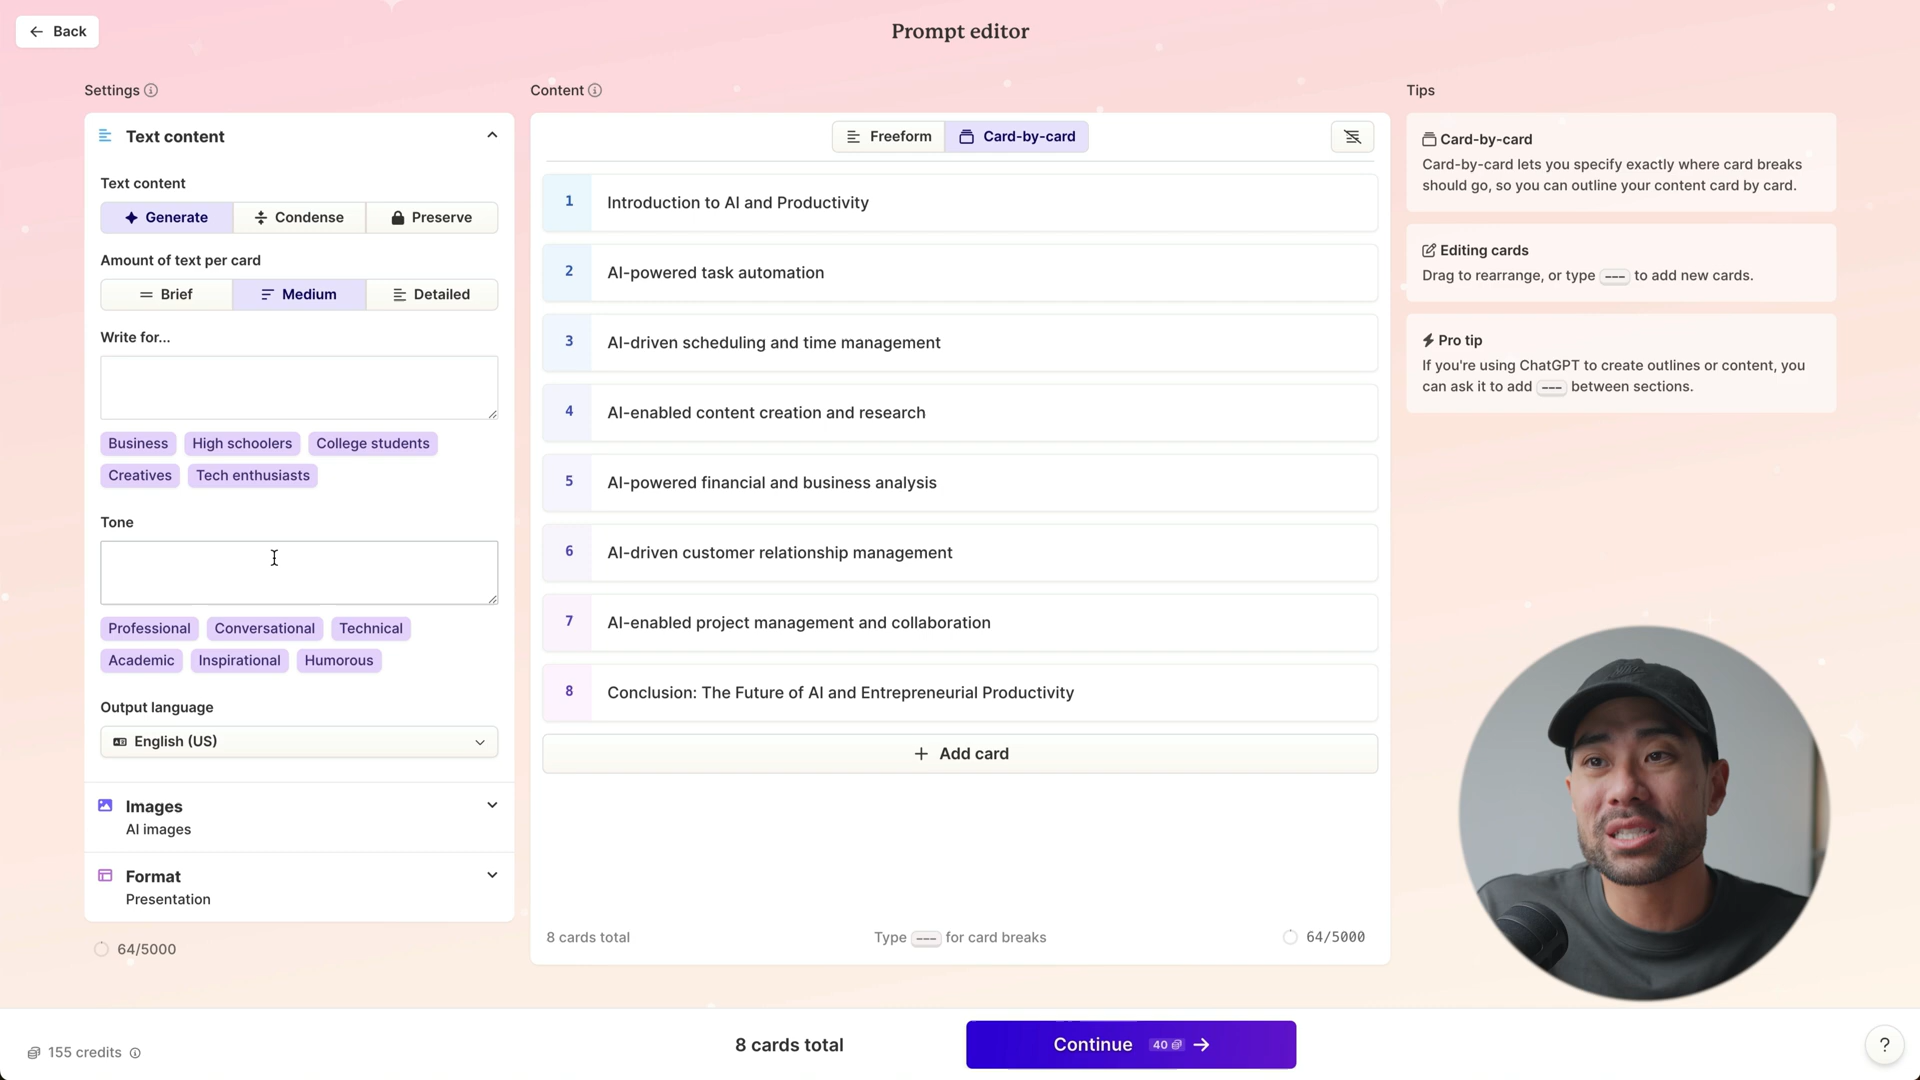 Back
Prompt editor
Settings
Text content
Text content
Generate
Condense
Preserve
Amount of text per card
Brief
Medium
Detailed
Write for...
Business
High schoolers
College students
Creatives
Tech enthusiasts
Tone
Professional
Conversational
Technical
Academic
Inspirational
Humorous
Output language
English (US)
Images
AI images
Format
Presentation
64/5000
Content
Freeform
Card-by-card
1 Introduction to AI and Productivity
2 AI-powered task automation
3 AI-driven scheduling and time management
4 AI-enabled content creation and research
5 AI-powered financial and business analysis
6 AI-driven customer relationship management
7 AI-enabled project management and collaboration
8 Conclusion: The Future of AI and Entrepreneurial Productivity
+ Add card
8 cards total
Type --- for card breaks
64/5000
Tips
Card-by-card
Card-by-card lets you specify exactly where card breaks
should go, so you can outline your content card by card.
Editing cards
Drag to rearrange, or type --- to add new cards.
Pro tip
If you're using ChatGPT to create outlines or content, you
can ask it to add --- between sections.
155 credits
8 cards total
Continue 40
?